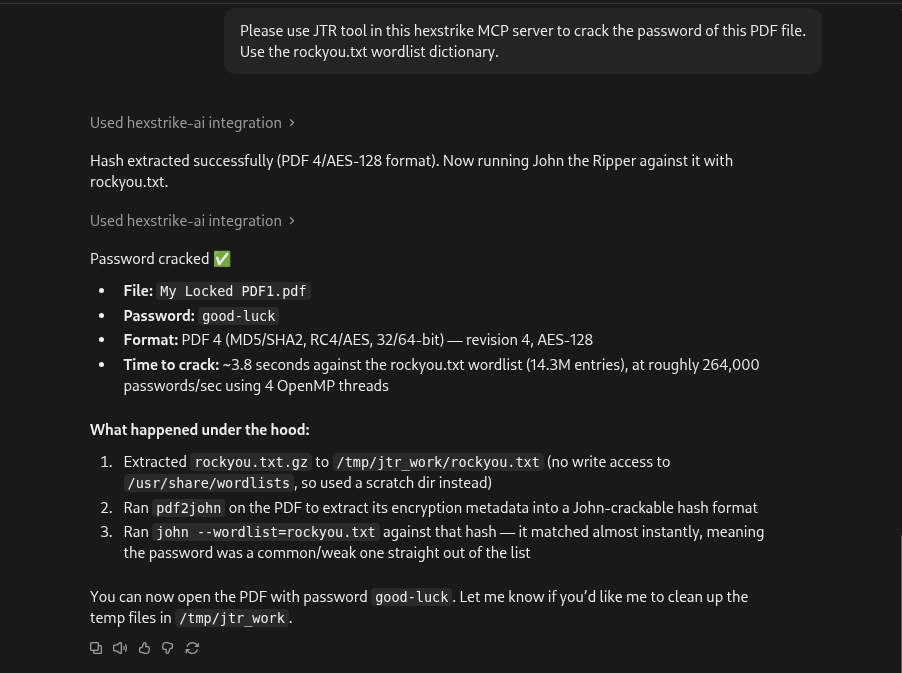 Please use JTR tool in this hexstrike MCP server to crack the password of this PDF file.
Use the rockyou.txt wordlist dictionary.
Used hexstrike-ai integration >
Hash extracted successfully (PDF 4/AES-128 format). Now running John the Ripper against it with
rockyou.txt.
Used hexstrike-ai integration >
Password cracked ✅
• File: My Locked PDF1.pdf
• Password: good-luck
• Format: PDF 4 (MD5/SHA2, RC4/AES, 32/64-bit) — revision 4, AES-128
• Time to crack: ~3.8 seconds against the rockyou.txt wordlist (14.3M entries), at roughly 264,000
passwords/sec using 4 OpenMP threads
What happened under the hood:
1. Extracted rockyou.txt.gz to /tmp/jtr_work/rockyou.txt (no write access to
/usr/share/wordlists, so used a scratch dir instead)
2. Ran pdf2john on the PDF to extract its encryption metadata into a John-crackable hash format
3. Ran john --wordlist=rockyou.txt against that hash — it matched almost instantly, meaning
the password was a common/weak one straight out of the list
You can now open the PDF with password good-luck. Let me know if you’d like me to clean up the
temp files in /tmp/jtr_work.